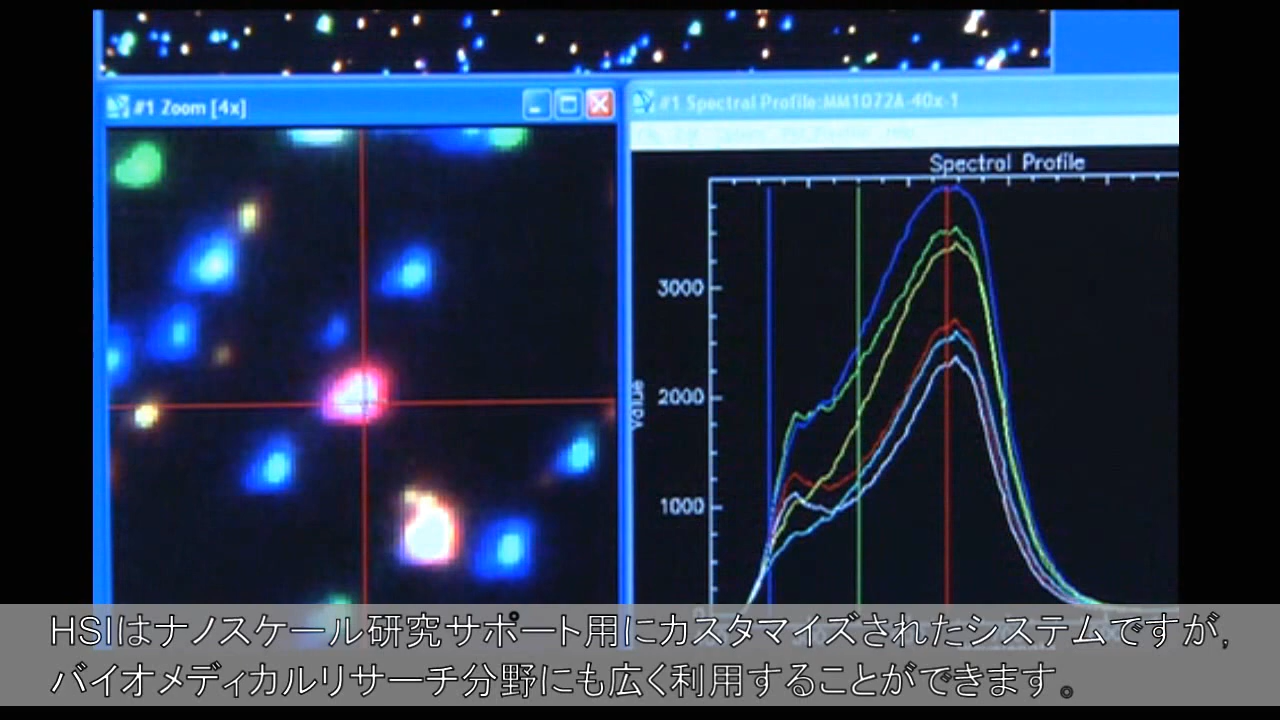 #1 Zoom [4x]
#1 Spectral Profile:MM1072A-40x-1
Spectral Profile
3000
2000
1000
0
Value
HSIはナノスケール研究サポート用にカスタマイズされたシステムですが,
バイオメディカルリサーチ分野にも広く利用することができます。